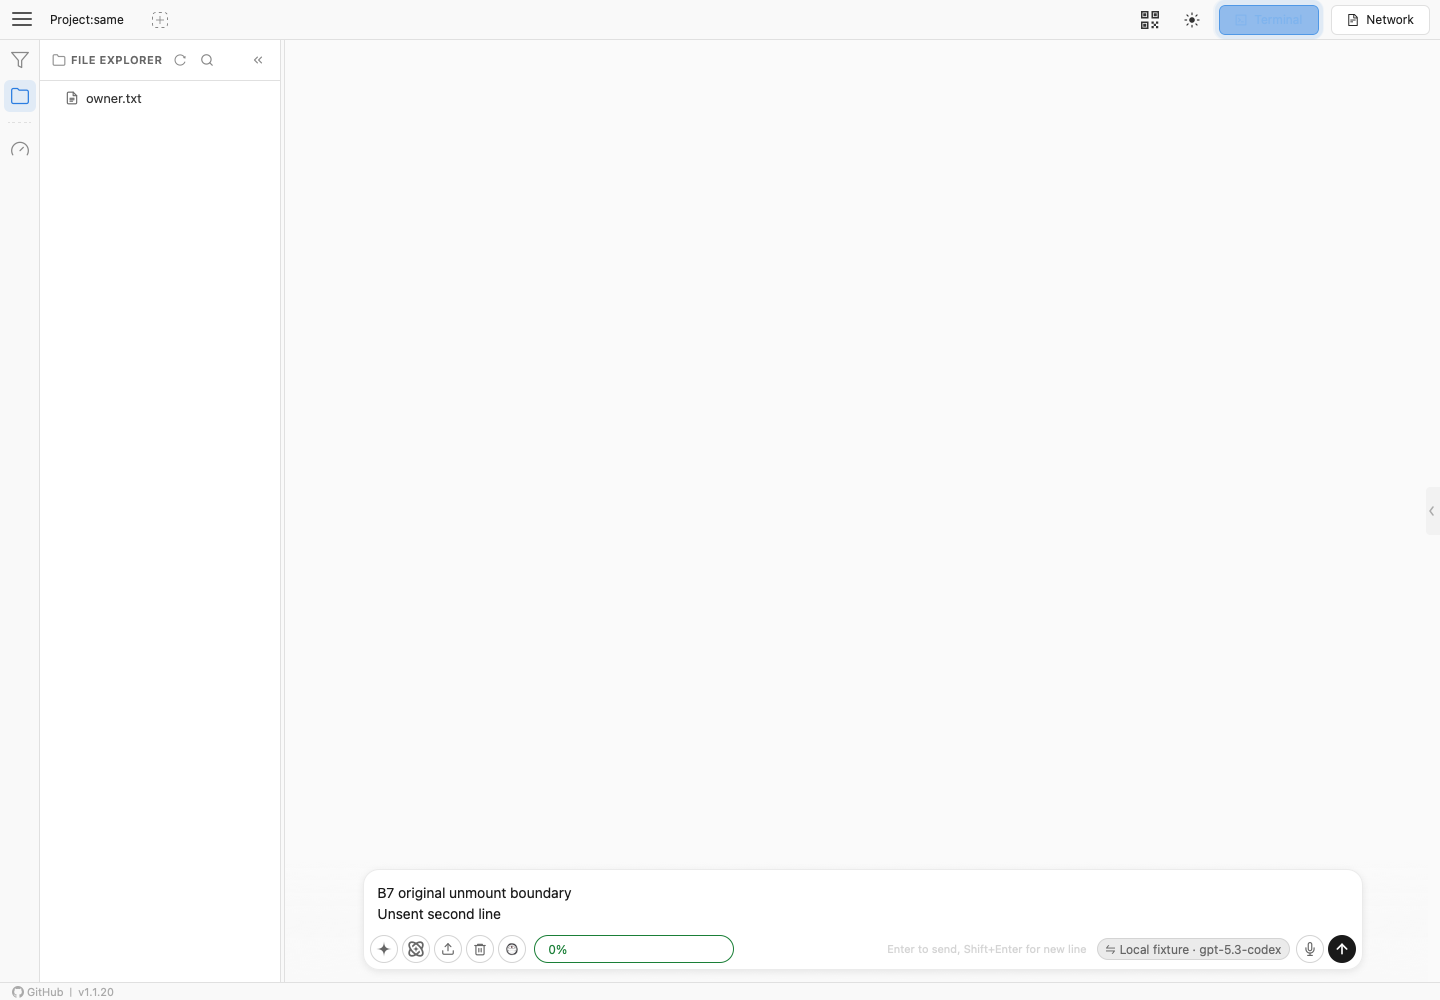 Project:same
Terminal
Network
FILE EXPLORER
owner.txt
B7 original unmount boundary
Unsent second line
0%
Enter to send, Shift+Enter for new line
Local fixture · gpt-5.3-codex
GitHub | v1.1.20